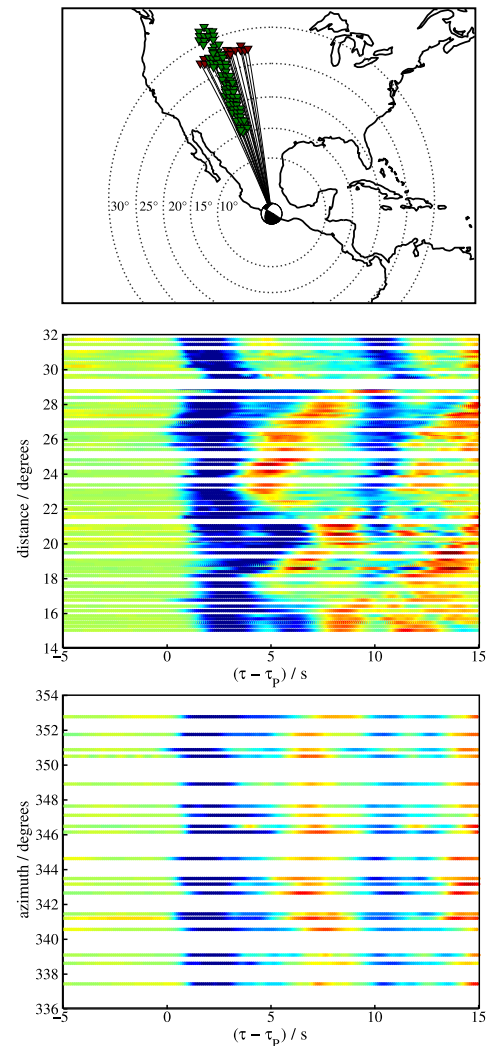 30° 25° 20° 15° 10°
32
30
28
26
24
22
20
18
16
14
distance / degrees
−5 0 5 10 15
(τ − τP) / s
354
352
350
348
346
344
342
340
338
336
azimuth / degrees
−5 0 5 10 15
(τ − τP) / s